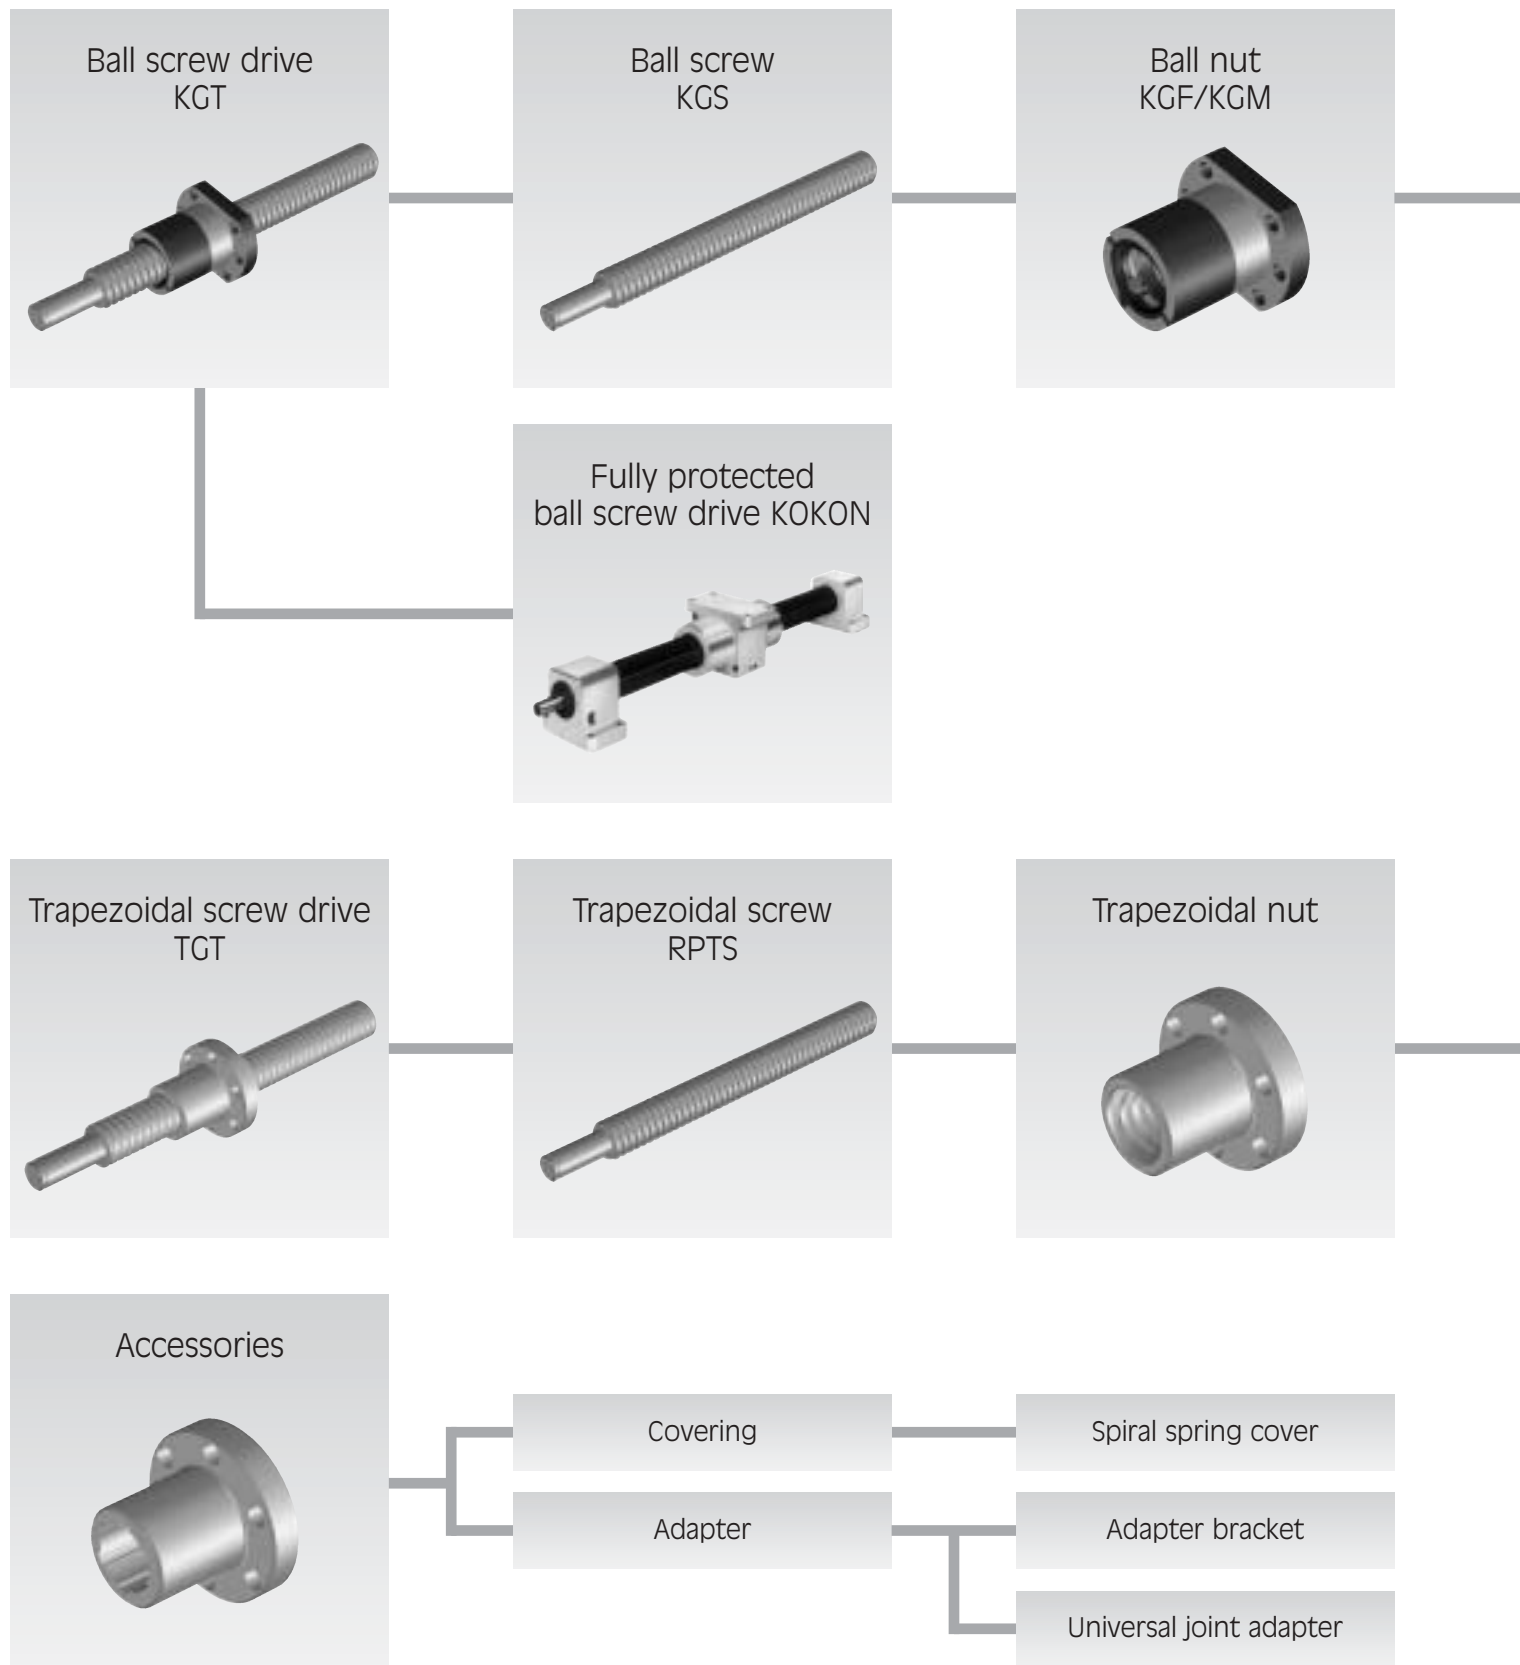 Ball screw drive
KGT
Ball screw
KGS
Ball nut
KGF/KGM
Fully protected
ball screw drive KOKON
Trapezoidal screw drive
TGT
Trapezoidal screw
RPTS
Trapezoidal nut
Accessories
Covering
Spiral spring cover
Adapter
Adapter bracket
Universal joint adapter